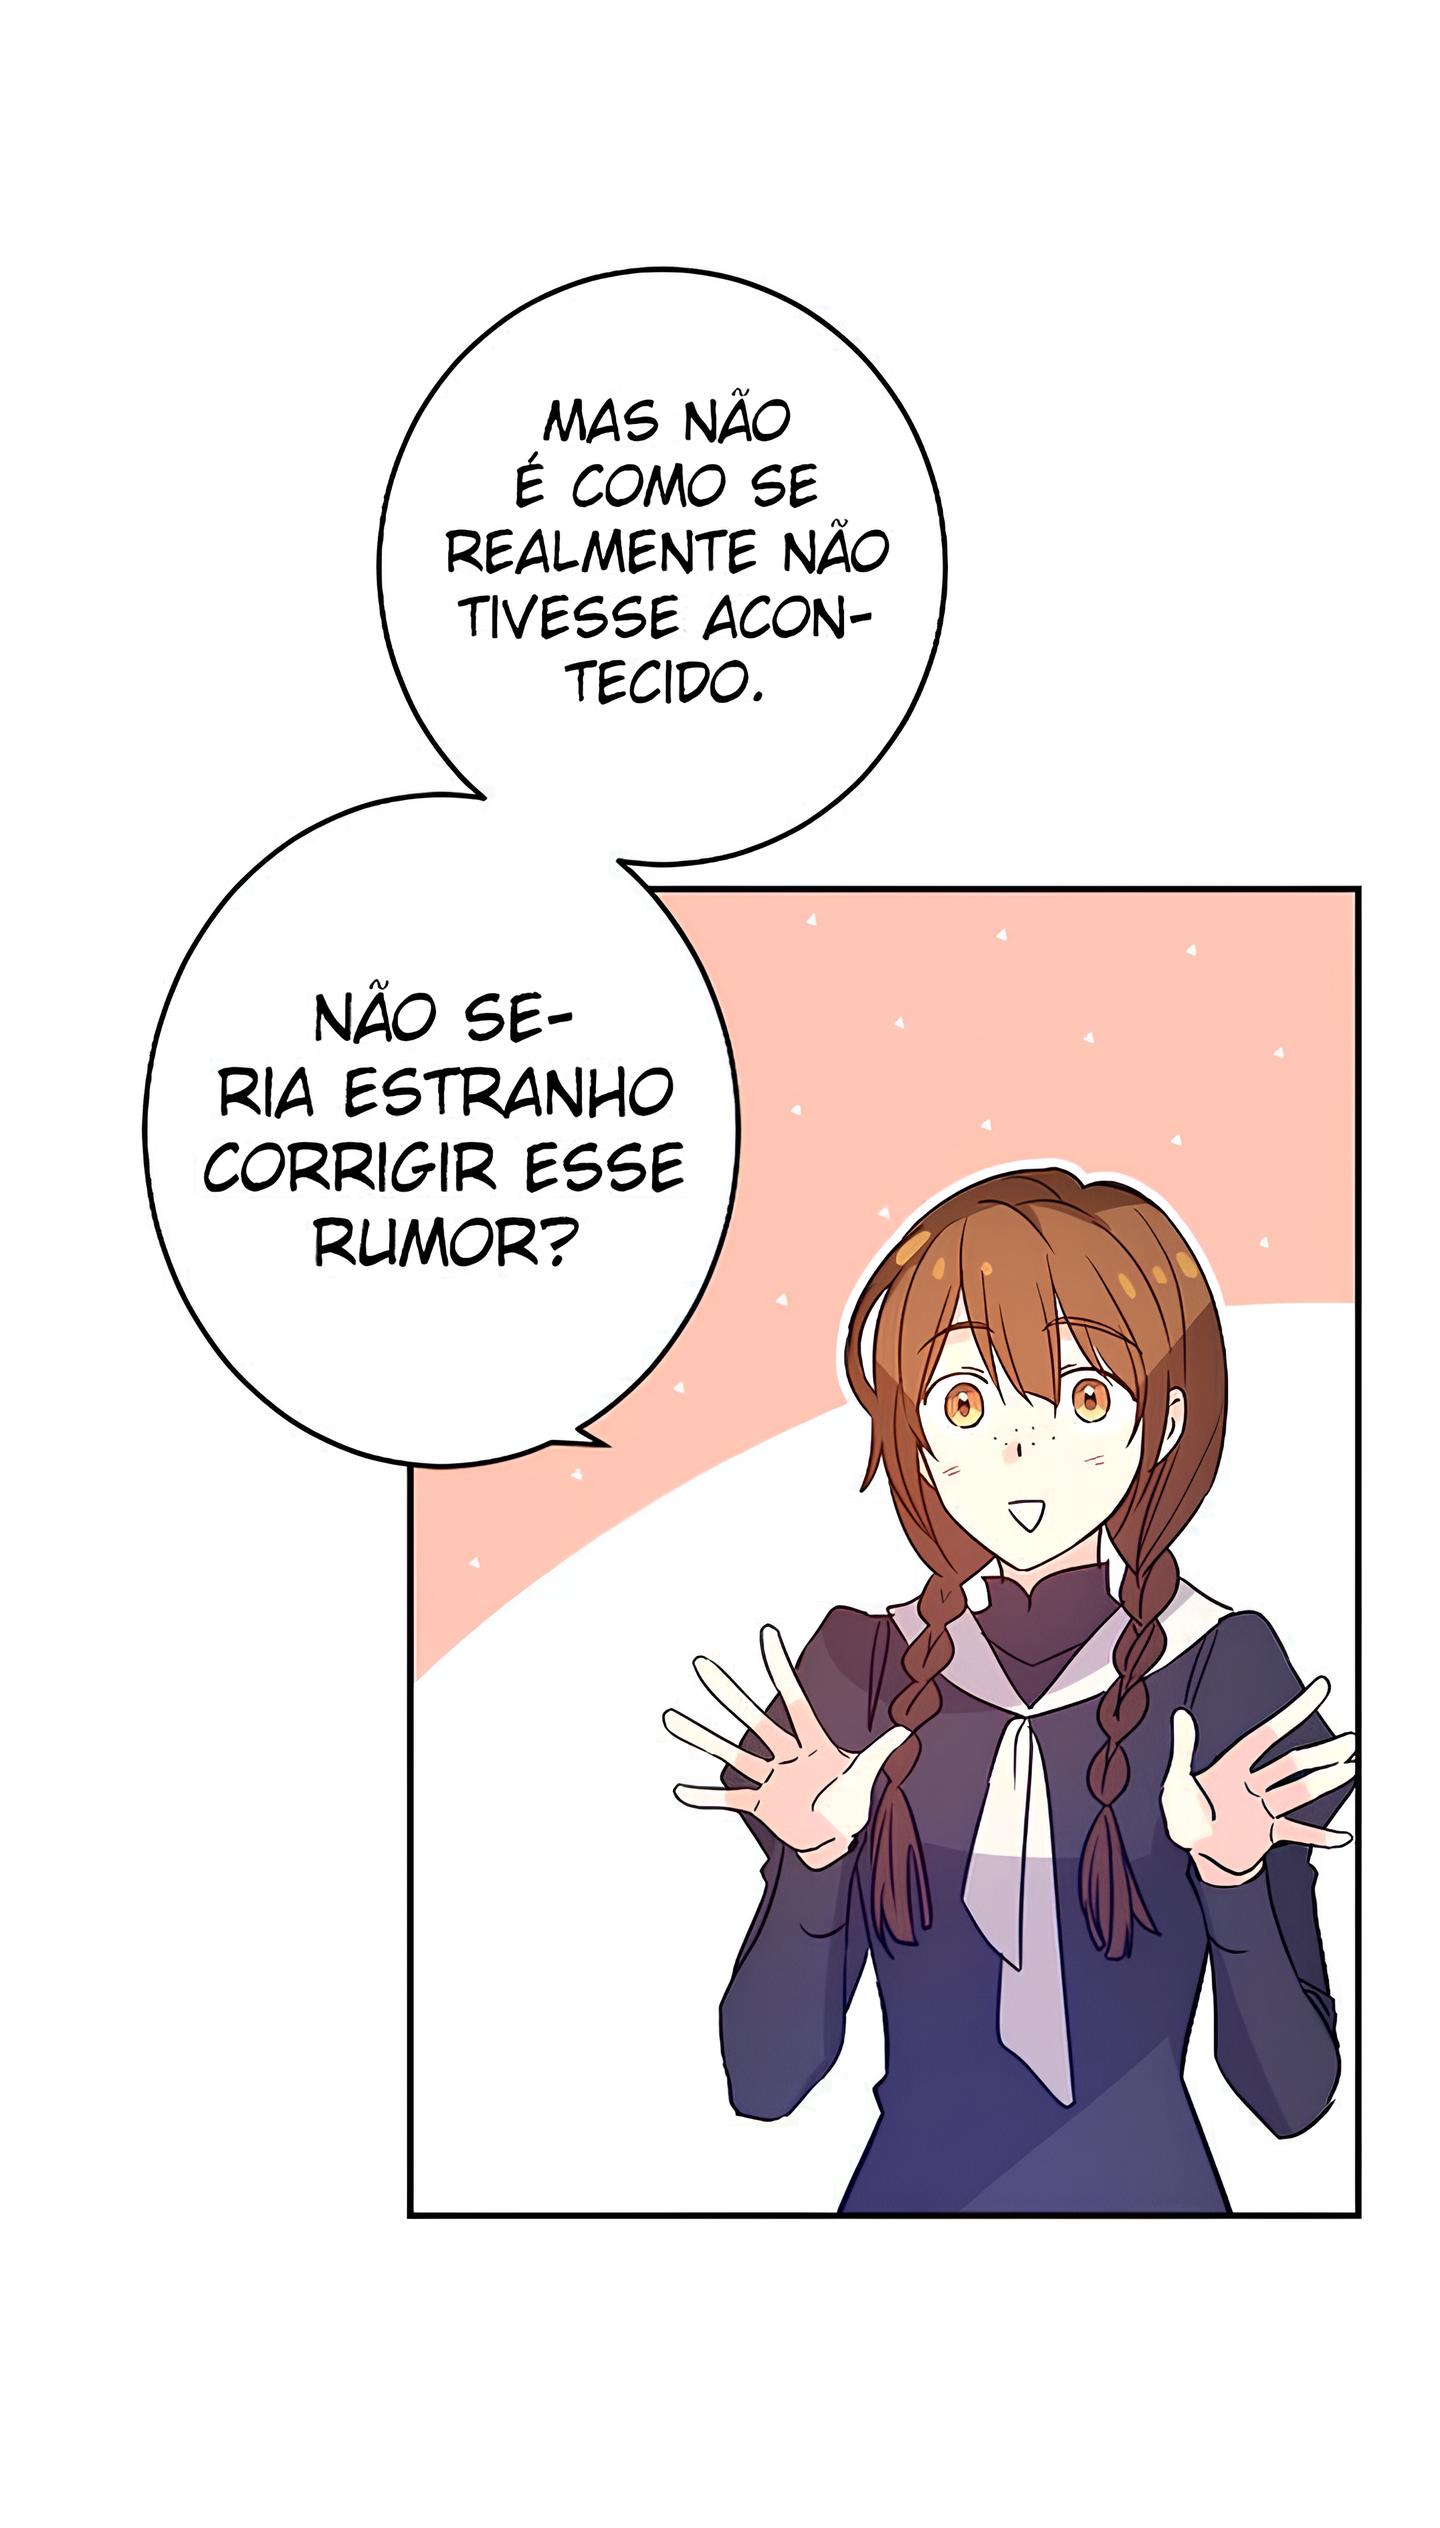 MAS NÃO
É COMO SE
REALMENTE NÃO
TIVESSE ACON-
TECIDO.
NÃO SE-
RIA ESTRANHO
CORRIGIR ESSE
RUMOR?